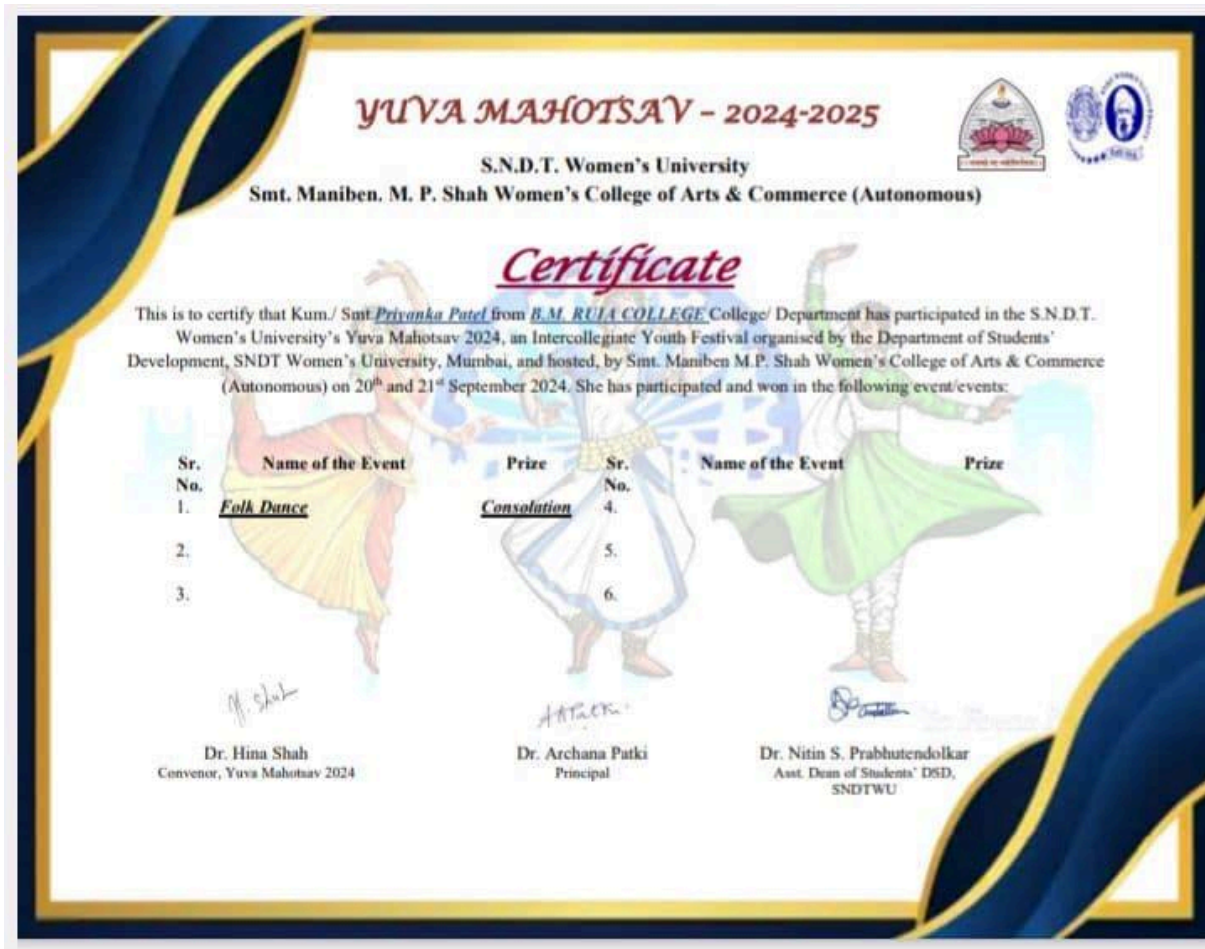 YUVA MAHOTSAV – 2024-2025
S.N.D.T. Women's University
Smt. Maniben. M. P. Shah Women's College of Arts & Commerce (Autonomous)
Certificate
This is to certify that Kum./ Smt Priyanka Patel from B.M. RUIA COLLEGE College/ Department has participated in the S.N.D.T.
Women's University's Yuva Mahotsav 2024, an Intercollegiate Youth Festival organised by the Department of Students'
Development, SNDT Women's University, Mumbai, and hosted, by Smt. Maniben M.P. Shah Women's College of Arts & Commerce
(Autonomous) on 20th and 21st September 2024. She has participated and won in the following event/events:
Sr. No. Name of the Event Prize Sr. No. Name of the Event Prize
1. Folk Dance Consolation 4.
2. 5.
3. 6.
H. Shah A A Patki
Dr. Hina Shah Dr. Archana Patki Dr. Nitin S. Prabhutendolkar
Convenor, Yuva Mahotsav 2024 Principal Asst. Dean of Students' DSD,
SNDTWU